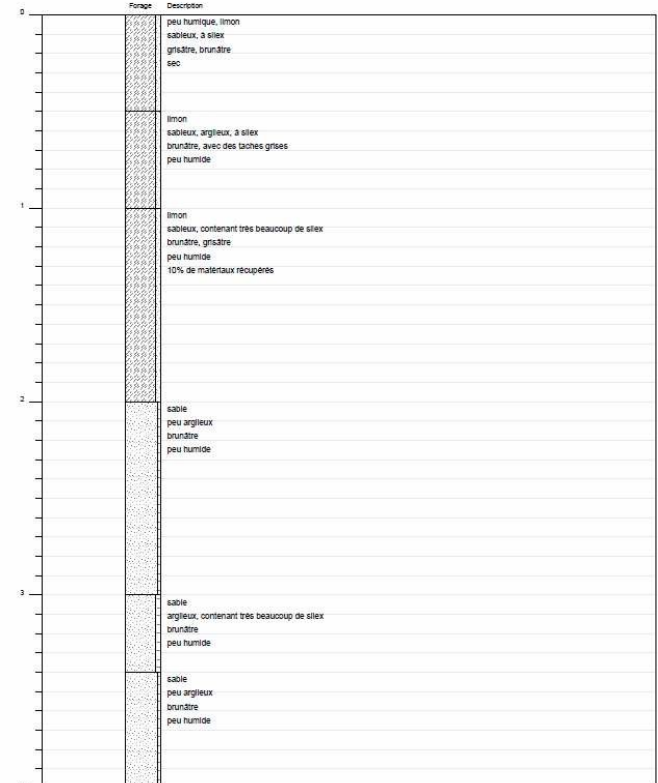 Forage Description
0
peu humique, limon
sableux, à silex
grisâtre, brunâtre
sec
limon
sableux, argileux, à silex
brunâtre, avec des taches grises
peu humide
1
limon
sableux, contenant très beaucoup de silex
brunâtre, grisâtre
peu humide
10% de matériaux récupérés
2
sable
peu argileux
brunâtre
peu humide
3
sable
argileux, contenant très beaucoup de silex
brunâtre
peu humide
sable
peu argileux
brunâtre
peu humide